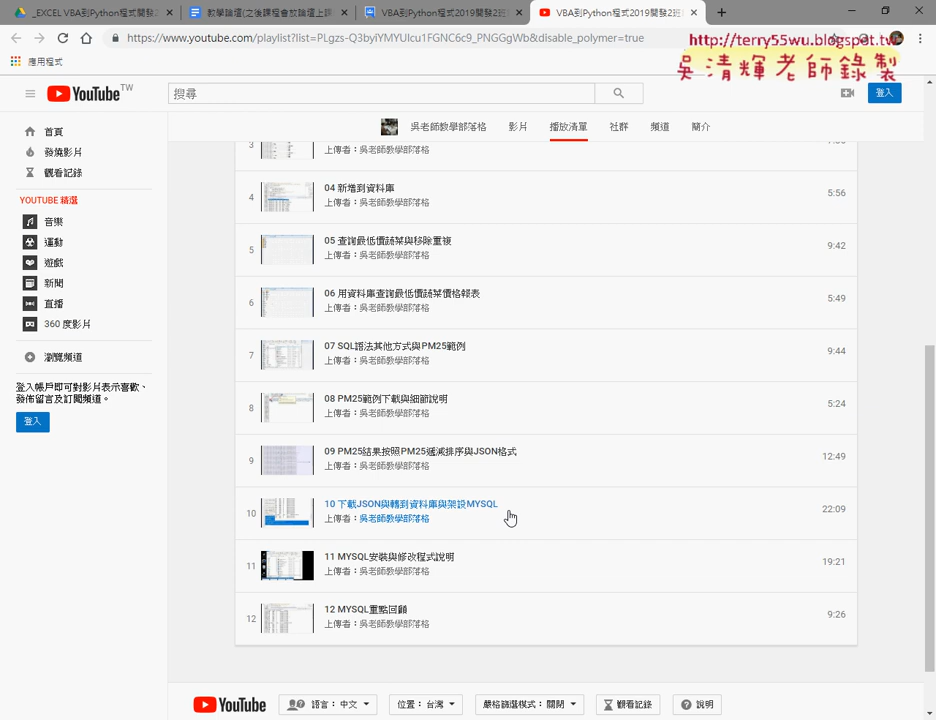 _EXCEL VBA到Python程式開發
教學論壇(之後課程會放論壇上課
VBA到Python程式2019開發2班
VBA到Python程式2019開發2班
https://www.youtube.com/playlist?list=PLgzs-Q3byiYMYUlcu1FGNC6c9_PNGGgWb&disable_polymer=true
http://terry55wu.blogspot.tw
吳清輝老師錄製
應用程式
YouTube TW
搜尋
登入
首頁
發燒影片
觀看記錄
YOUTUBE 精選
音樂
運動
遊戲
新聞
直播
360 度影片
瀏覽頻道
登入帳戶即可對影片表示喜歡、
發佈留言及訂閱頻道。
登入
吳老師教學部落格 影片 播放清單 社群 頻道 簡介
3 上傳者：吳老師教學部落格
4 04 新增到資料庫 5:56
上傳者：吳老師教學部落格
5 05 查詢最低價蔬菜與移除重複 9:42
上傳者：吳老師教學部落格
6 06 用資料庫查詢最低價蔬菜價格報表 5:49
上傳者：吳老師教學部落格
7 07 SQL語法其他方式與PM25範例 9:44
上傳者：吳老師教學部落格
8 08 PM25範例下載與細節說明 5:24
上傳者：吳老師教學部落格
9 09 PM25結果按照PM25遞減排序與JSON格式 12:49
上傳者：吳老師教學部落格
10 10 下載JSON與轉到資料庫與架設MYSQL 22:09
上傳者：吳老師教學部落格
11 11 MYSQL安裝與修改程式說明 19:21
上傳者：吳老師教學部落格
12 12 MYSQL重點回顧 9:26
上傳者：吳老師教學部落格
YouTube 語言：中文 位置：台灣 嚴格篩選模式：關閉 觀看記錄 說明